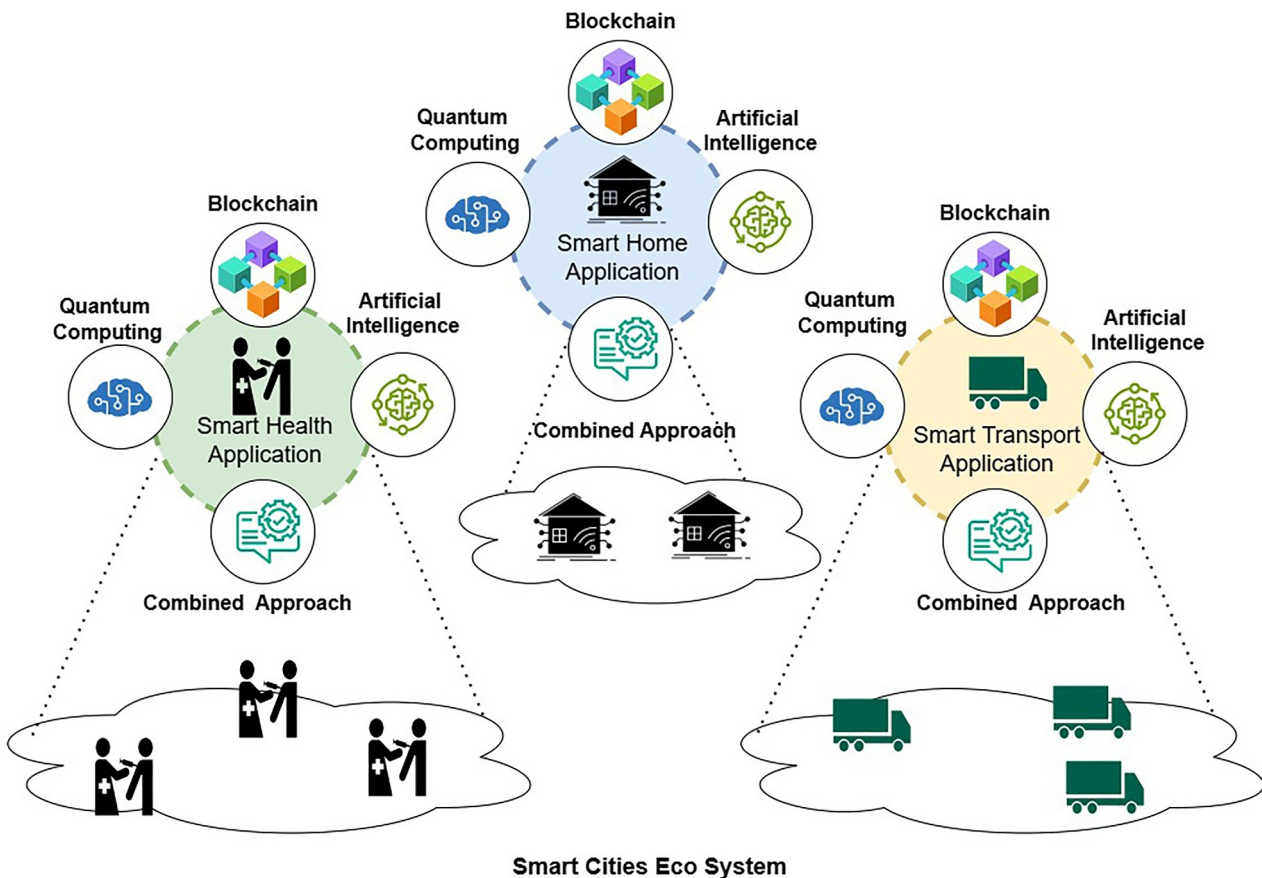 Blockchain
Quantum
Computing
Artificial
Intelligence
Smart Home
Application
Combined Approach
Blockchain
Quantum
Computing
Artificial
Intelligence
Smart Health
Application
Combined Approach
Blockchain
Quantum
Computing
Artificial
Intelligence
Smart Transport
Application
Combined Approach
Smart Cities Eco System